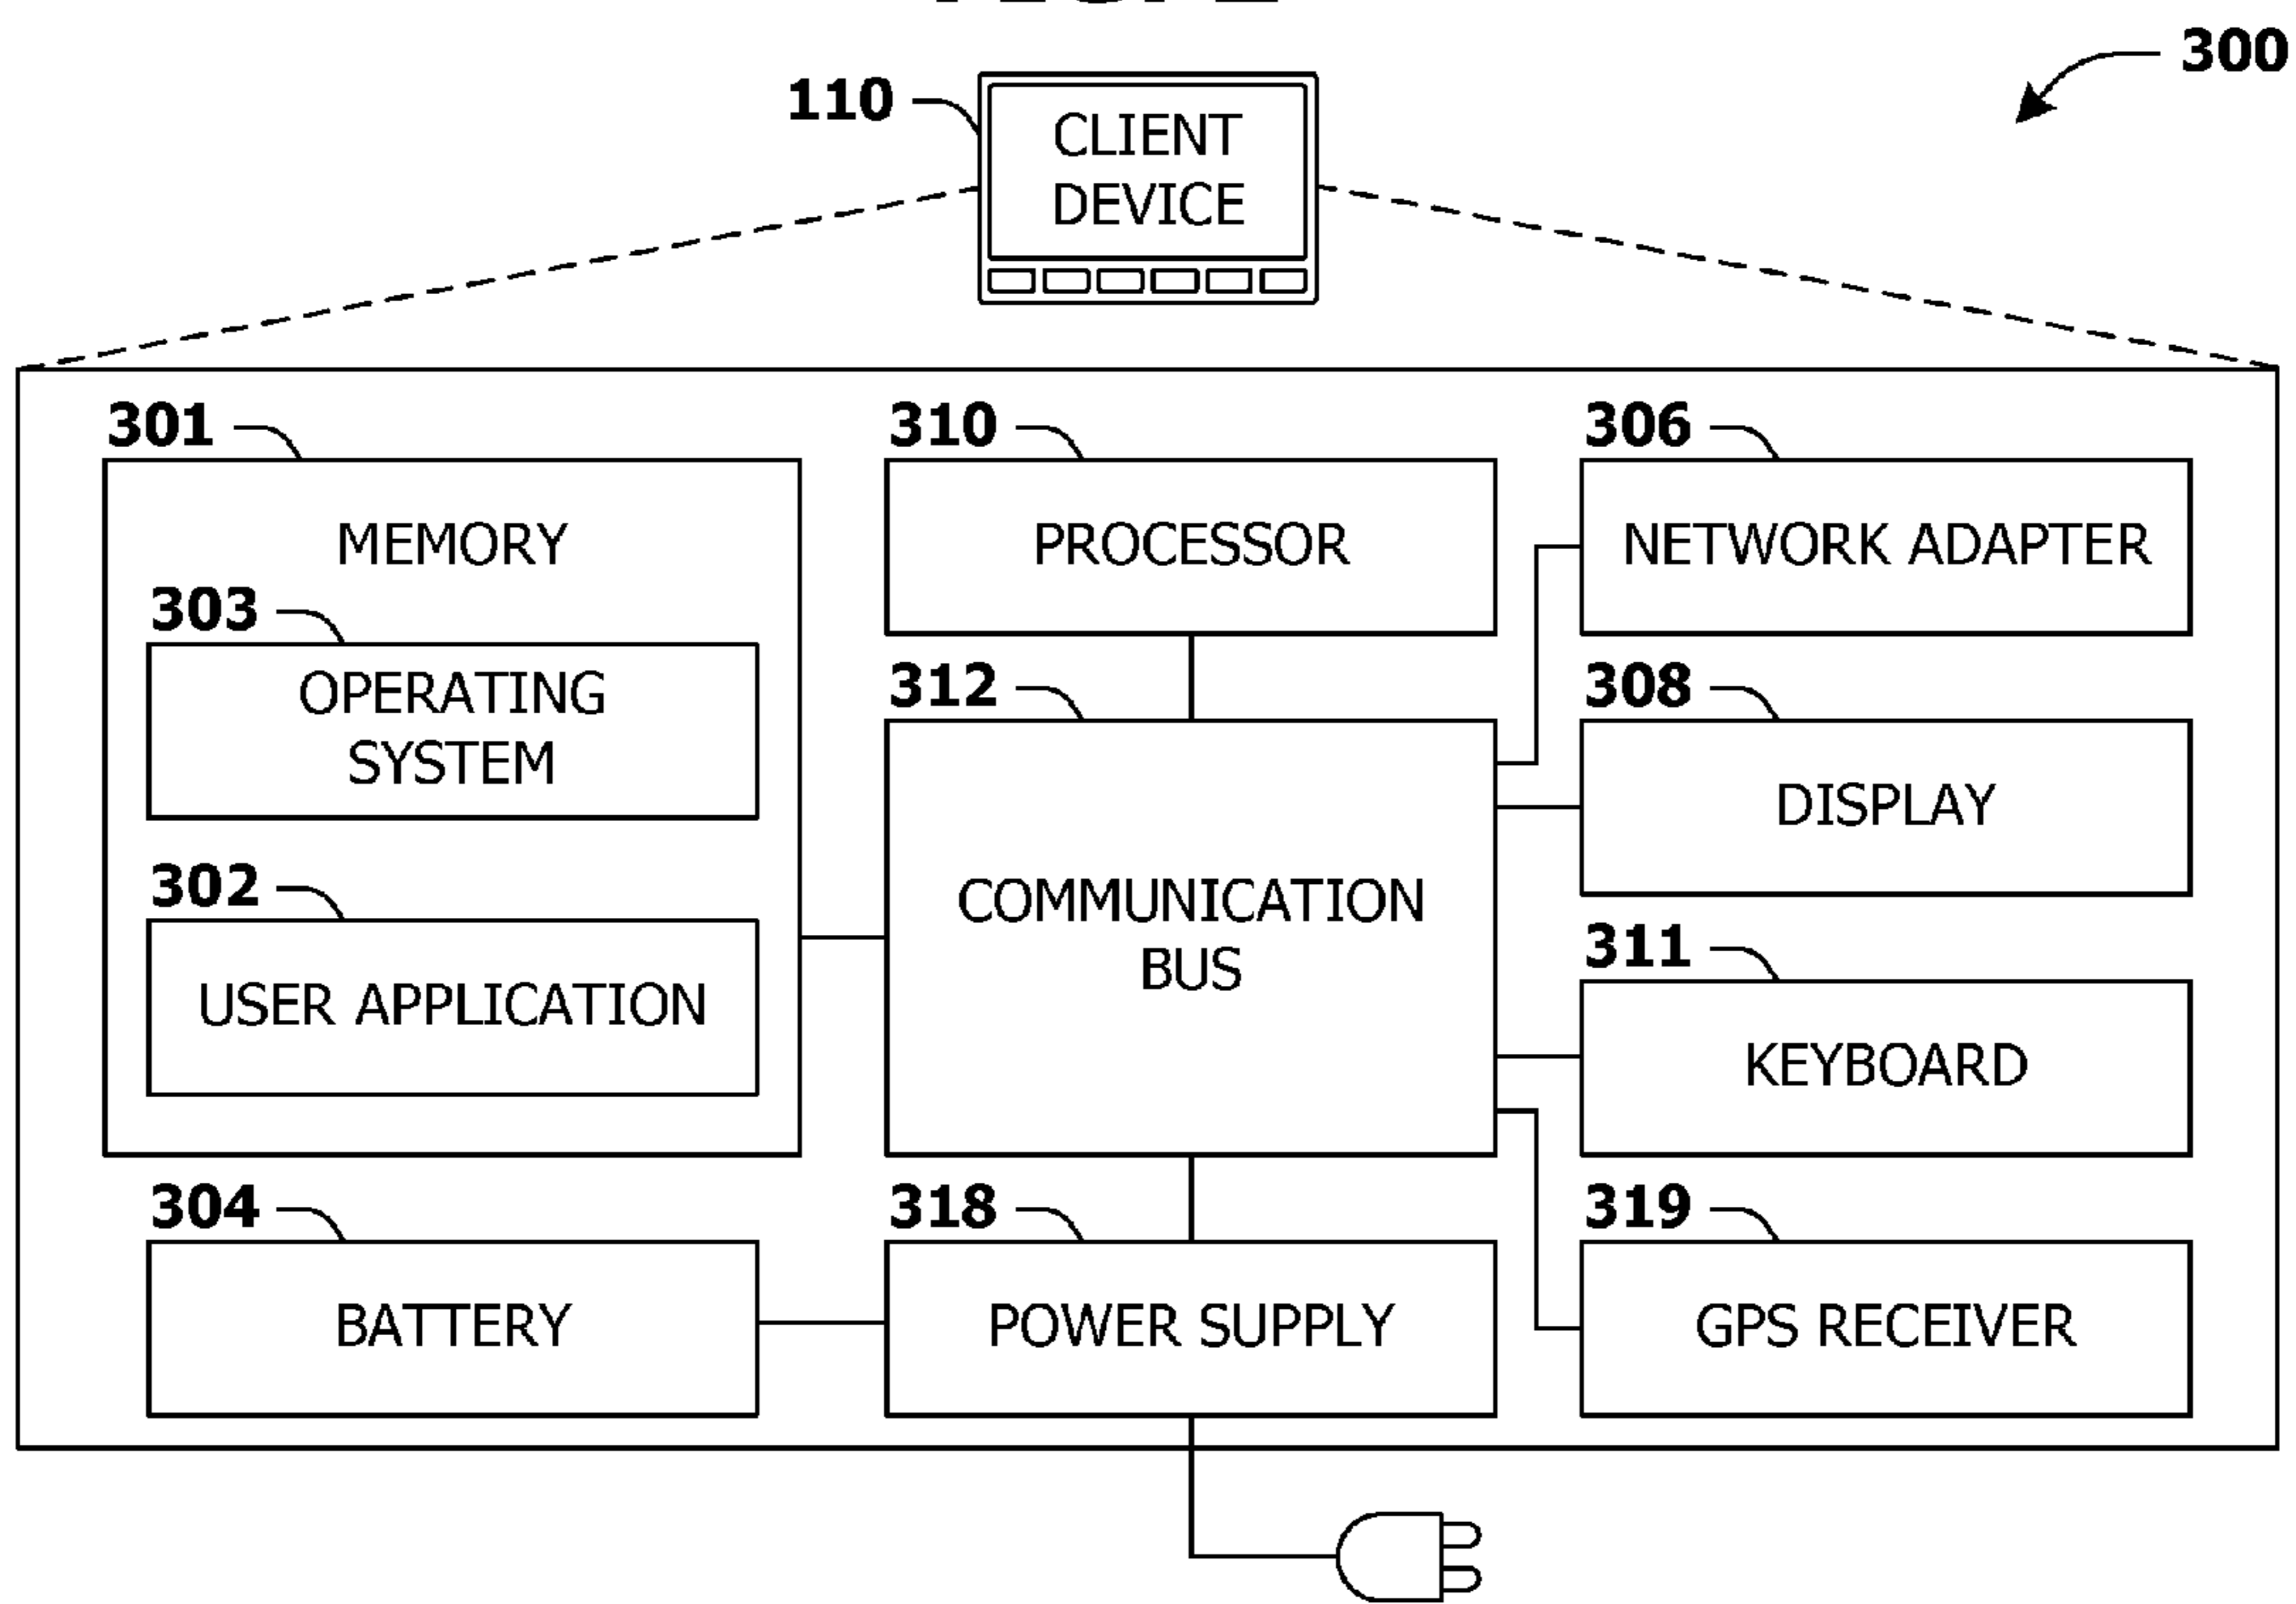 300
110
CLIENT
DEVICE
301
310
306
MEMORY
PROCESSOR
NETWORK ADAPTER
303
OPERATING
SYSTEM
312
308
COMMUNICATION
BUS
DISPLAY
302
USER APPLICATION
311
KEYBOARD
304
318
319
BATTERY
POWER SUPPLY
GPS RECEIVER